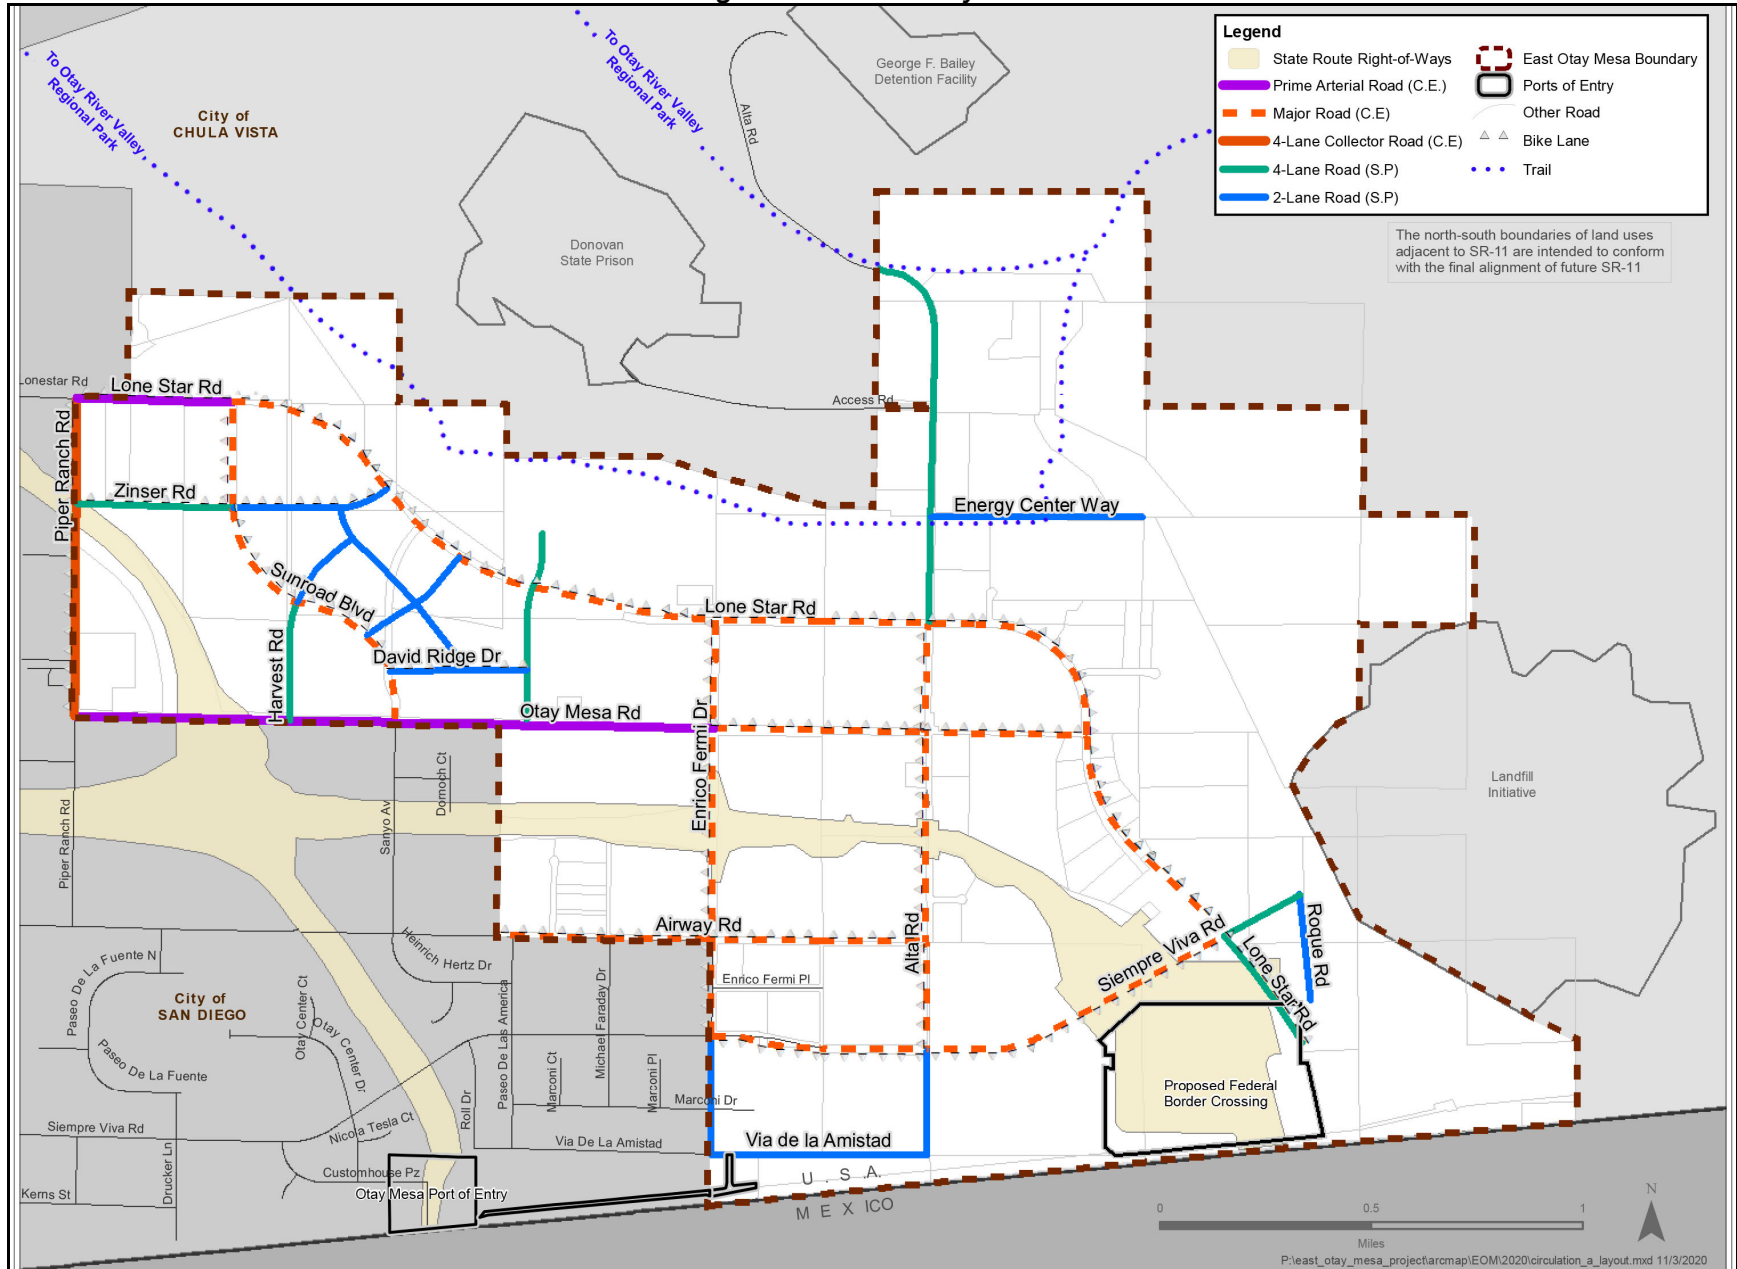 To Otay River Valley
Regional Park
To Otay River Valley
Regional Park
City of
CHULA VISTA
George F. Bailey
Detention Facility
Alta Rd
Legend
State Route Right-of-Ways
Prime Arterial Road (C.E.)
Major Road (C.E)
4-Lane Collector Road (C.E)
4-Lane Road (S.P)
2-Lane Road (S.P)
East Otay Mesa Boundary
Ports of Entry
Other Road
Bike Lane
Trail
The north-south boundaries of land uses
adjacent to SR-11 are intended to conform
with the final alignment of future SR-11
Donovan
State Prison
Lonestar Rd
Lone Star Rd
Access Rd
Piper Ranch Rd
Zinser Rd
Energy Center Way
Sunroad Blvd
Lone Star Rd
Harvest Rd
David Ridge Dr
Otay Mesa Rd
Enrico Fermi Dr
Landfill
Initiative
Piper Ranch Rd
Sanyo Av
Dornoch Ct
Airway Rd
Alta Rd
Siempre Viva Rd
Lone Star Rd
Roque Rd
Heinrich Hertz Dr
Paseo De La Fuente N
Enrico Fermi Pl
City of
SAN DIEGO
Otay Center Ct
Otay Center Dr
Paseo De Las America
Michael Faraday Dr
Paseo De La Fuente
Marconi Ct
Marconi Pl
Marconi Dr
Proposed Federal
Border Crossing
Roll Dr
Nicola Tesla Ct
Siempre Viva Rd
Via De La Amistad
Via de la Amistad
Drucker Ln
Customhouse Pz
Kerns St
Otay Mesa Port of Entry
U. S. A.
MEXICO
N
0 0.5 1
Miles
P:\east_otay_mesa_project\arcmap\EOM\2020\circulation_a_layout.mxd 11/3/2020